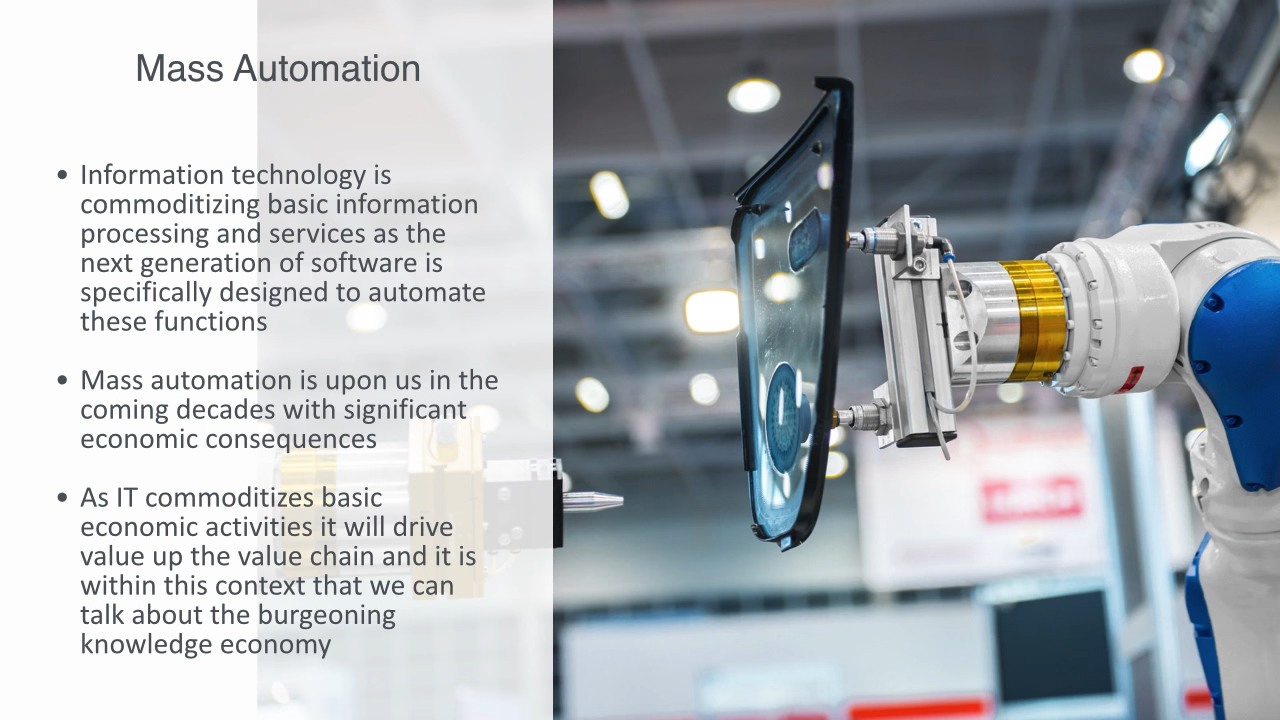 Mass Automation
• Information technology is
commoditizing basic information
processing and services as the
next generation of software is
specifically designed to automate
these functions
• Mass automation is upon us in the
coming decades with significant
economic consequences
• As IT commoditizes basic
economic activities it will drive
value up the value chain and it is
within this context that we can
talk about the burgeoning
knowledge economy